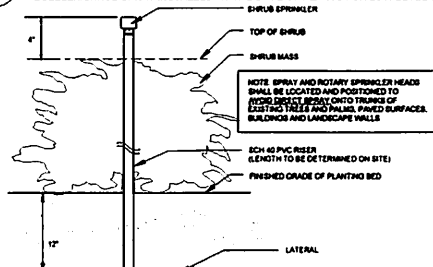 SHRUB SPRINKLER
4"
TOP OF SHRUB
SHRUB MASS
NOTE SPRAY AND ROTARY SPRINKLER HEADS
SHALL BE LOCATED AND POSITIONED TO
AVOID DIRECT SPRAY ONTO TRUNKS OF
EXISTING TREES AND PALMS, PAVED SURFACES,
BUILDINGS AND LANDSCAPE WALLS
SCH 40 PVC RISER
(LENGTH TO BE DETERMINED ON SITE)
FINISHED GRADE OF PLANTING BED
12"
LATERAL